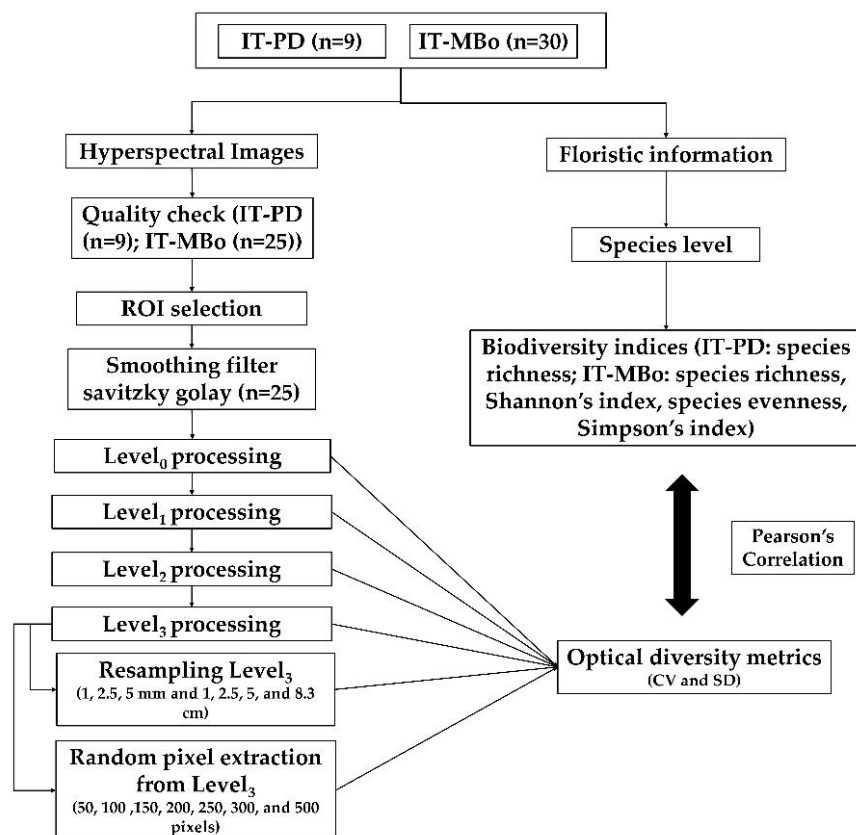 IT-PD (n=9)
IT-MBo (n=30)
Hyperspectral Images
Quality check (IT-PD
(n=9); IT-MBo (n=25))
ROI selection
Smoothing filter
savitzky golay (n=25)
Level₀ processing
Level₁ processing
Level₂ processing
Level₃ processing
Resampling Level₃
(1, 2.5, 5 mm and 1, 2.5, 5, and 8.3
cm)
Random pixel extraction
from Level₃
(50, 100 ,150, 200, 250, 300, and 500
pixels)
Floristic information
Species level
Biodiversity indices (IT-PD: species
richness; IT-MBo: species richness,
Shannon's index, species evenness,
Simpson's index)
Pearson's
Correlation
Optical diversity metrics
(CV and SD)